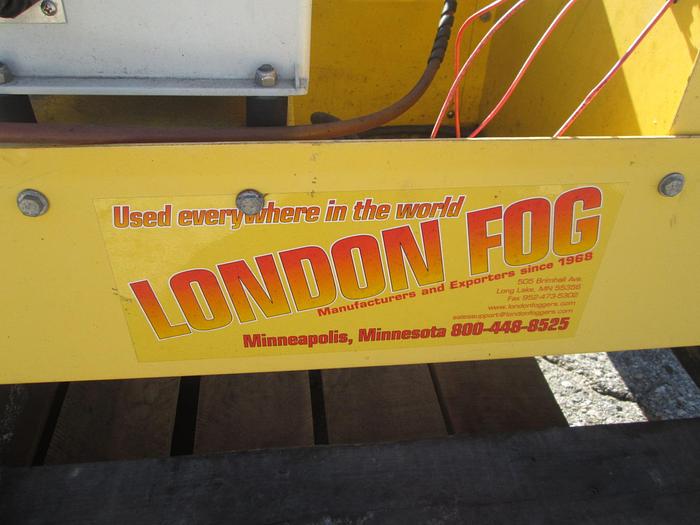 Used everywhere in the world
LONDON FOG
Manufacturers and Exporters since 1968
505 Brimhall Ave.
Long Lake, MN 55356
Fax 952-473-5302
www.londonfoggers.com
salessupport@londonfoggers.com
Minneapolis, Minnesota 800-448-8525